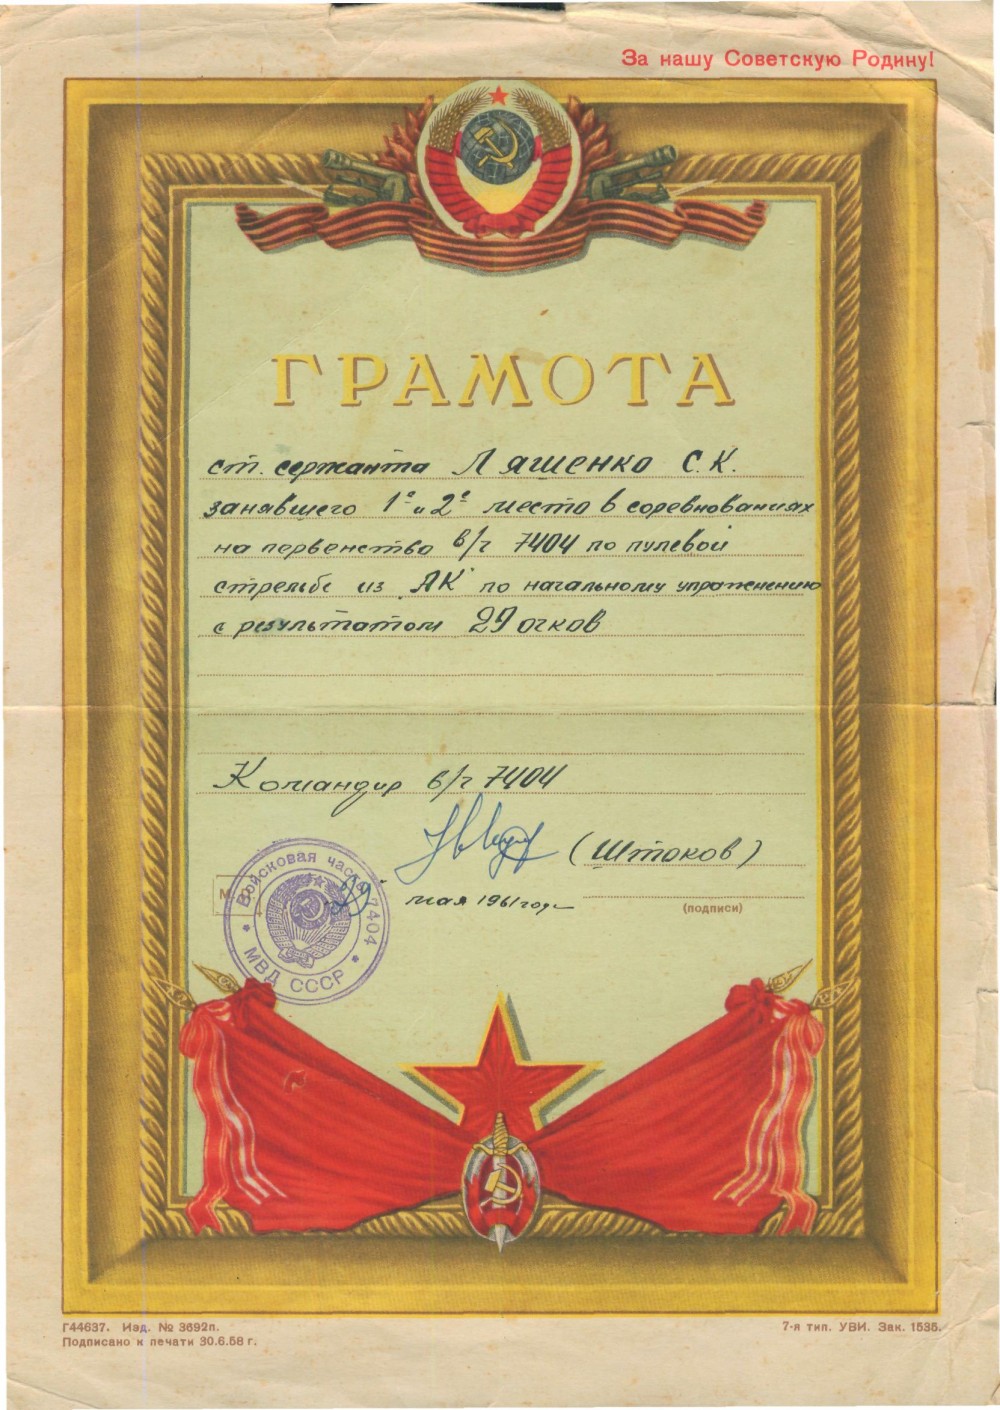 За нашу Советскую Родину!
ГРАМОТА
ст. сержанта Ляшенко С.К.
занявшего 1е и 2е место в соревнованиях
на первенство в/ч 7404 по пулевой
стрельбе из "АК" по начальному упражнению
с результатом 29 очков
Командир в/ч 7404
(Штоков)
мая 1961 года
(подписи)
Войсковая часть 7404
МВД СССР
Г44637. Изд. № 3692п.
Подписано к печати 30.6.58 г.
7-я тип. УВИ. Зак. 1535.